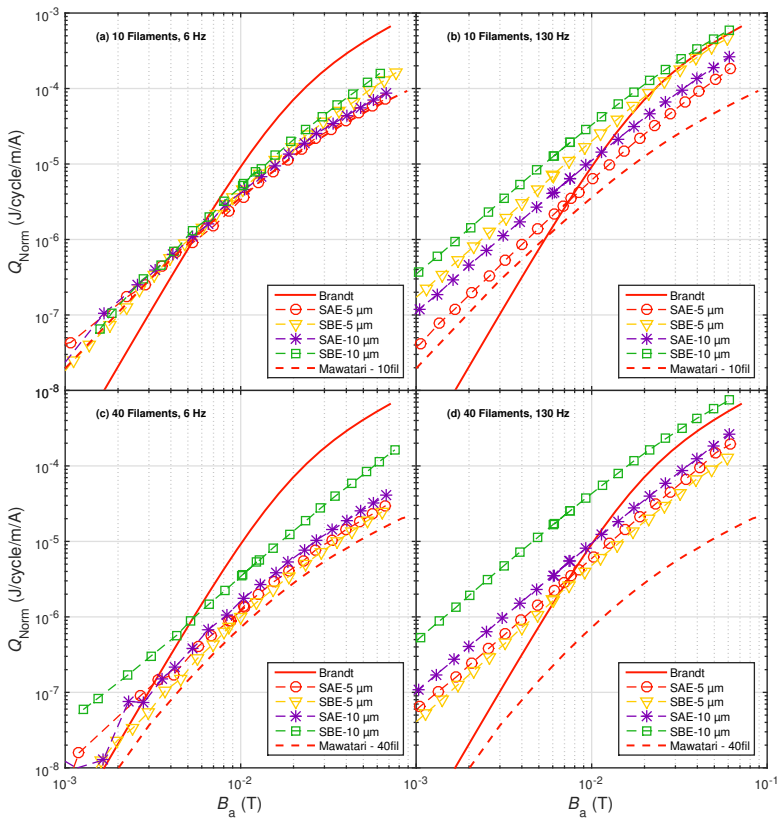 10⁻³
10⁻⁴
10⁻⁵
10⁻⁶
10⁻⁷
10⁻⁸
Q_Norm (J/cycle/m/A)
(a) 10 Filaments, 6 Hz
Brandt
SAE-5 µm
SBE-5 µm
SAE-10 µm
SBE-10 µm
Mawatari - 10fil
(b) 10 Filaments, 130 Hz
Brandt
SAE-5 µm
SBE-5 µm
SAE-10 µm
SBE-10 µm
Mawatari - 10fil
10⁻⁴
10⁻⁵
10⁻⁶
10⁻⁷
10⁻⁸
Q_Norm (J/cycle/m/A)
(c) 40 Filaments, 6 Hz
Brandt
SAE-5 µm
SBE-5 µm
SAE-10 µm
SBE-10 µm
Mawatari - 40fil
10⁻³
10⁻²
B_a (T)
(d) 40 Filaments, 130 Hz
Brandt
SAE-5 µm
SBE-5 µm
SAE-10 µm
SBE-10 µm
Mawatari - 40fil
10⁻³
10⁻²
10⁻¹
B_a (T)